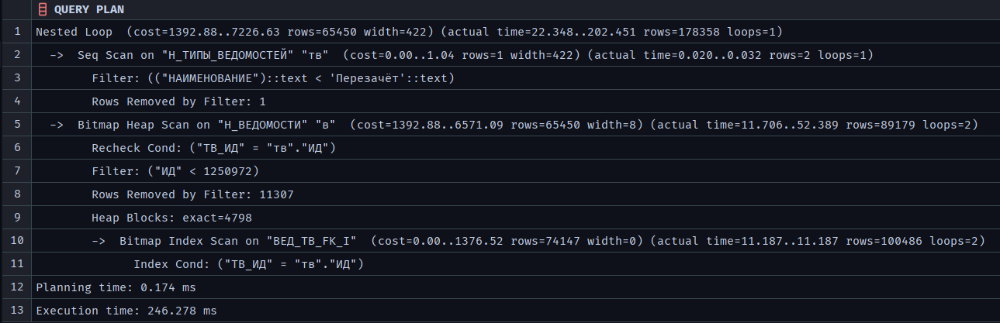 QUERY PLAN
1 Nested Loop  (cost=1392.88..7226.63 rows=65450 width=422) (actual time=22.348..202.451 rows=178358 loops=1)
2   ->  Seq Scan on "Н_ТИПЫ_ВЕДОМОСТЕЙ" "тв"  (cost=0.00..1.04 rows=1 width=422) (actual time=0.020..0.032 rows=2 loops=1)
3         Filter: (("НАИМЕНОВАНИЕ")::text < 'Перезачёт'::text)
4         Rows Removed by Filter: 1
5   ->  Bitmap Heap Scan on "Н_ВЕДОМОСТИ" "в"  (cost=1392.88..6571.09 rows=65450 width=8) (actual time=11.706..52.389 rows=89179 loops=2)
6         Recheck Cond: ("ТВ_ИД" = "тв"."ИД")
7         Filter: ("ИД" < 1250972)
8         Rows Removed by Filter: 11307
9         Heap Blocks: exact=4798
10         ->  Bitmap Index Scan on "ВЕД_ТВ_FK_I"  (cost=0.00..1376.52 rows=74147 width=0) (actual time=11.187..11.187 rows=100486 loops=2)
11               Index Cond: ("ТВ_ИД" = "тв"."ИД")
12 Planning time: 0.174 ms
13 Execution time: 246.278 ms